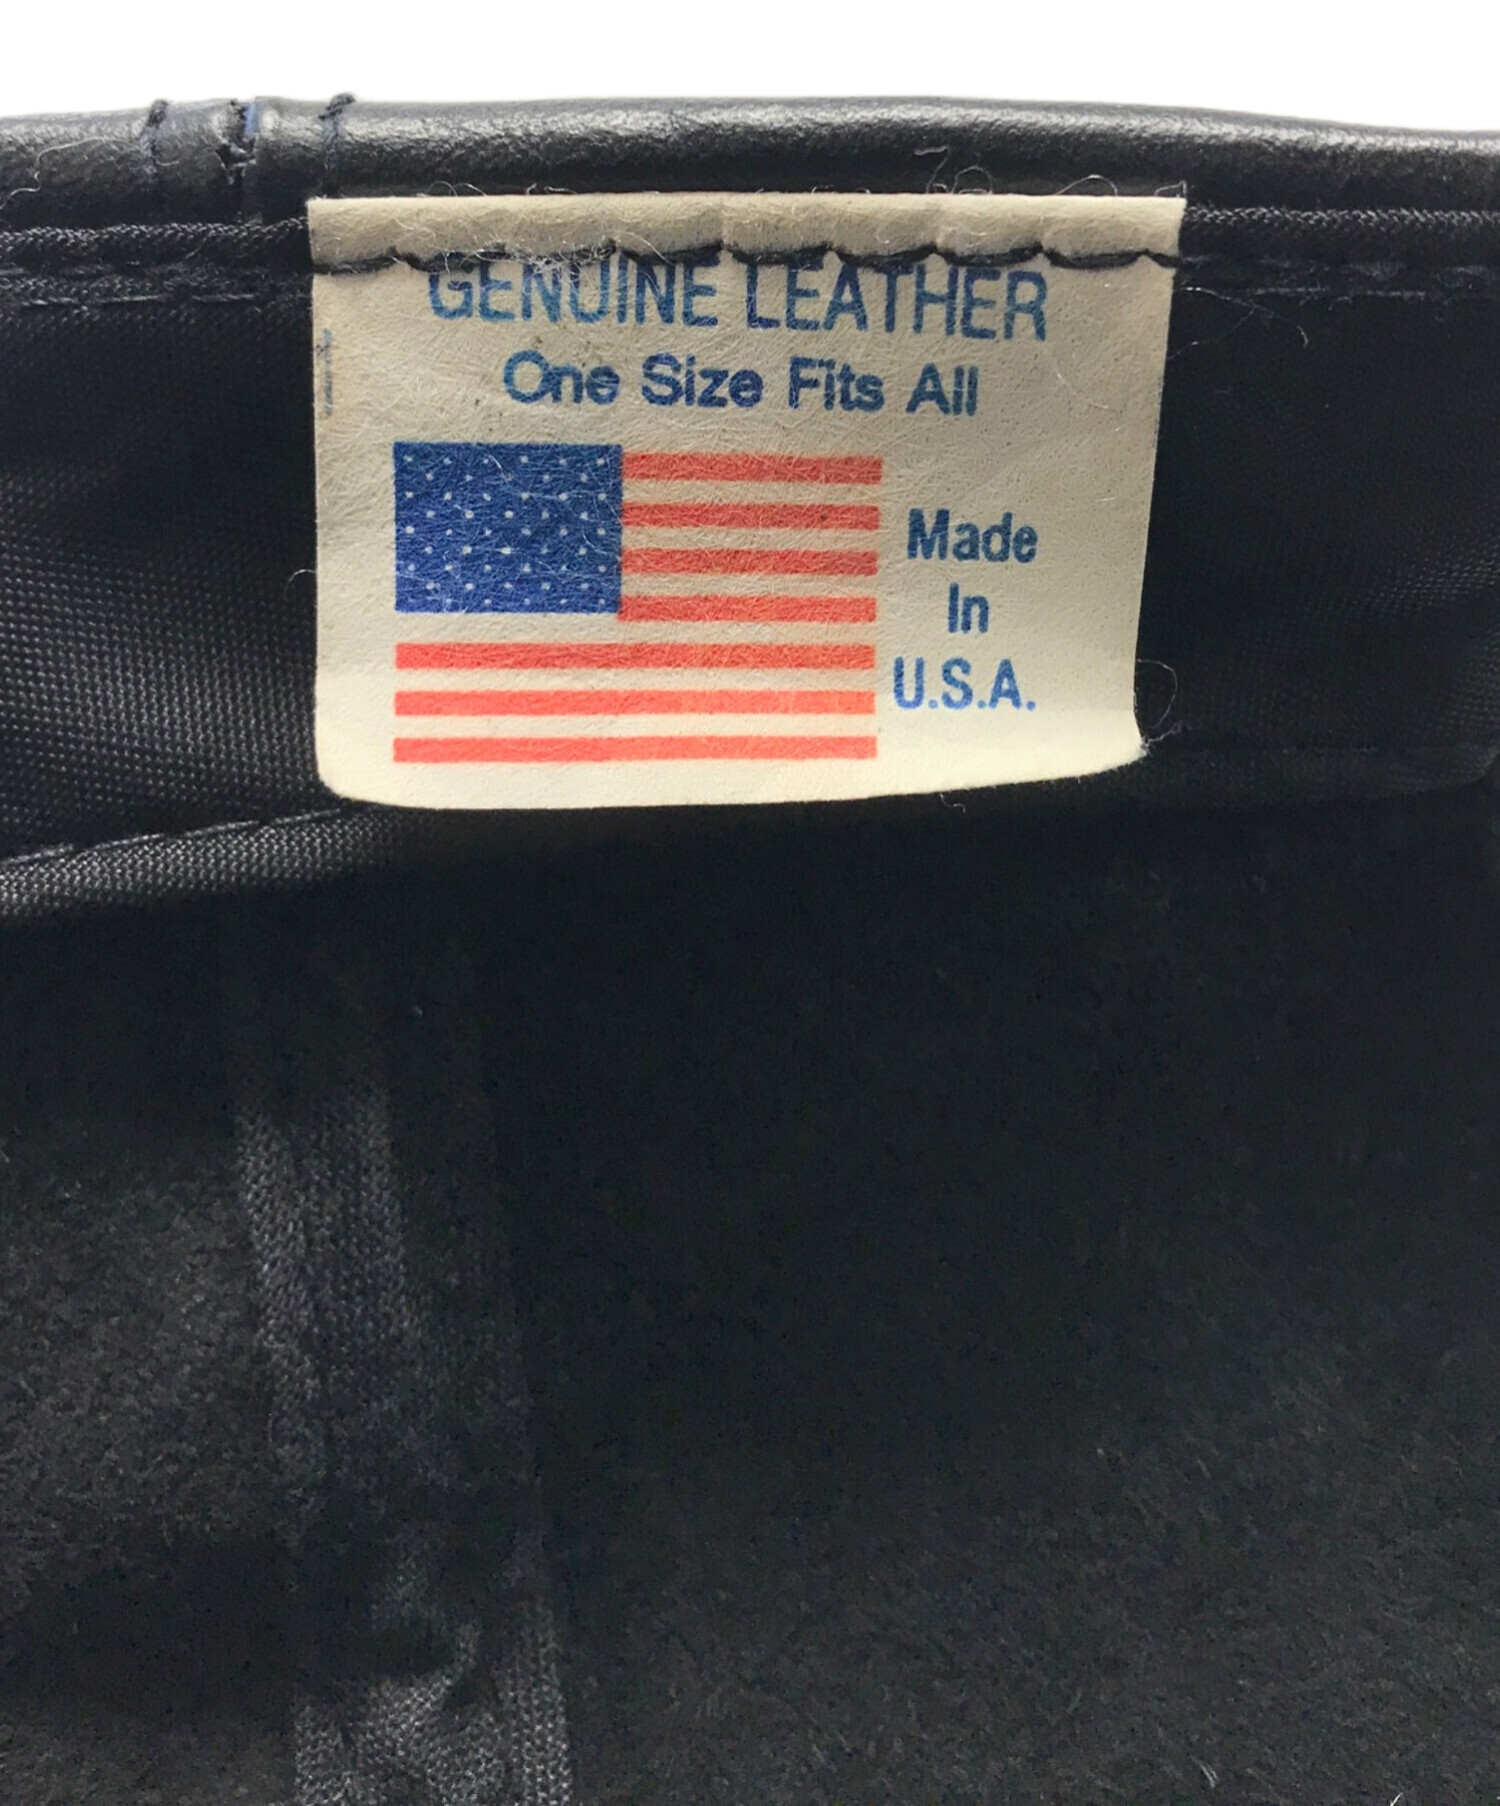 GENUINE LEATHER
One Size Fits All
Made
In
U.S.A.